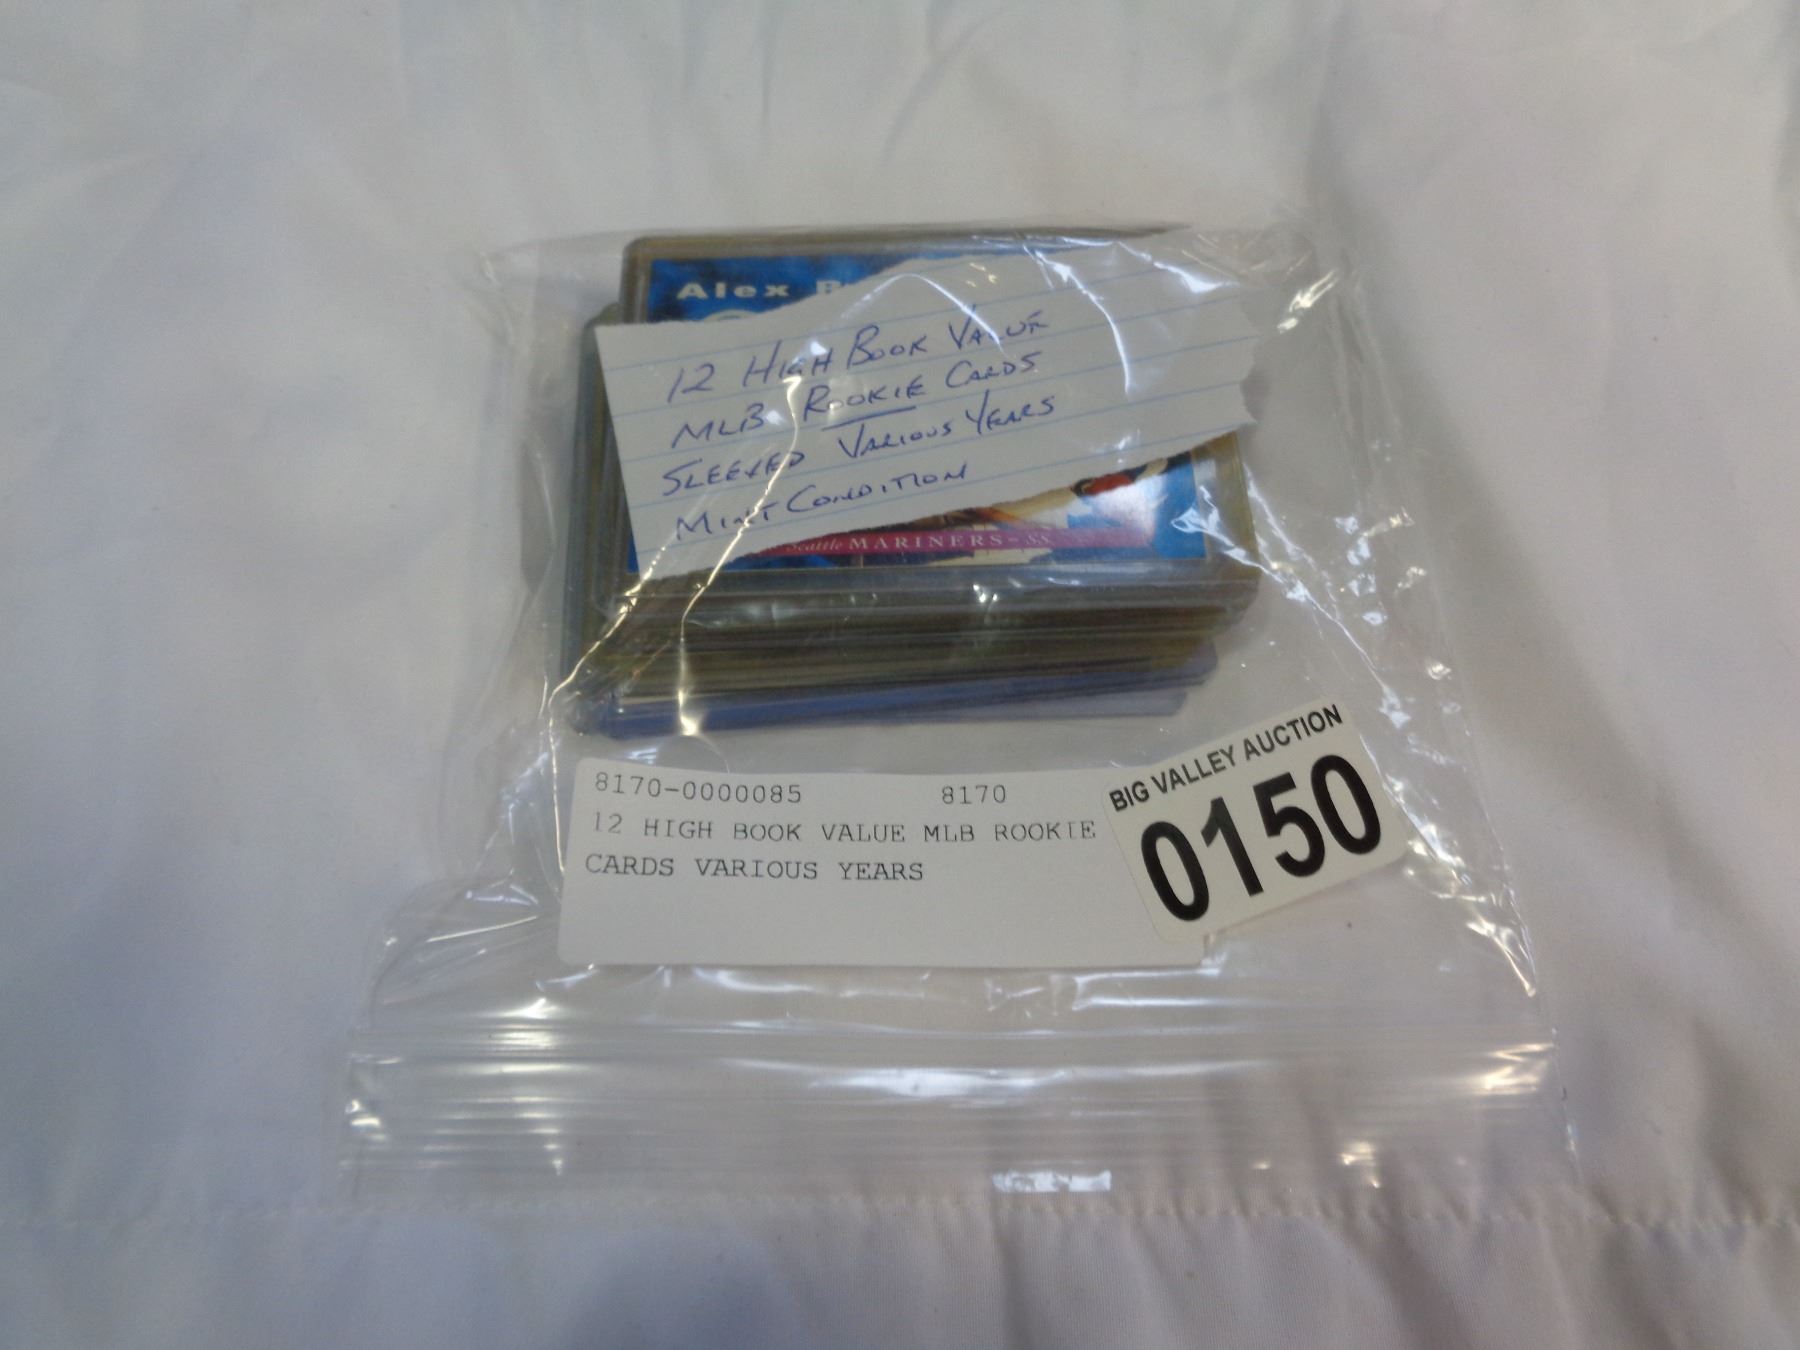 Alex
12 HIGH BOOK VALUE
MLB ROOKIE CARDS
SLEEVED VARIOUS YEARS
MINT CONDITION
Seattle MARINERS - SS
8170-0000085 8170
12 HIGH BOOK VALUE MLB ROOKIE
CARDS VARIOUS YEARS
BIG VALLEY AUCTION
0150